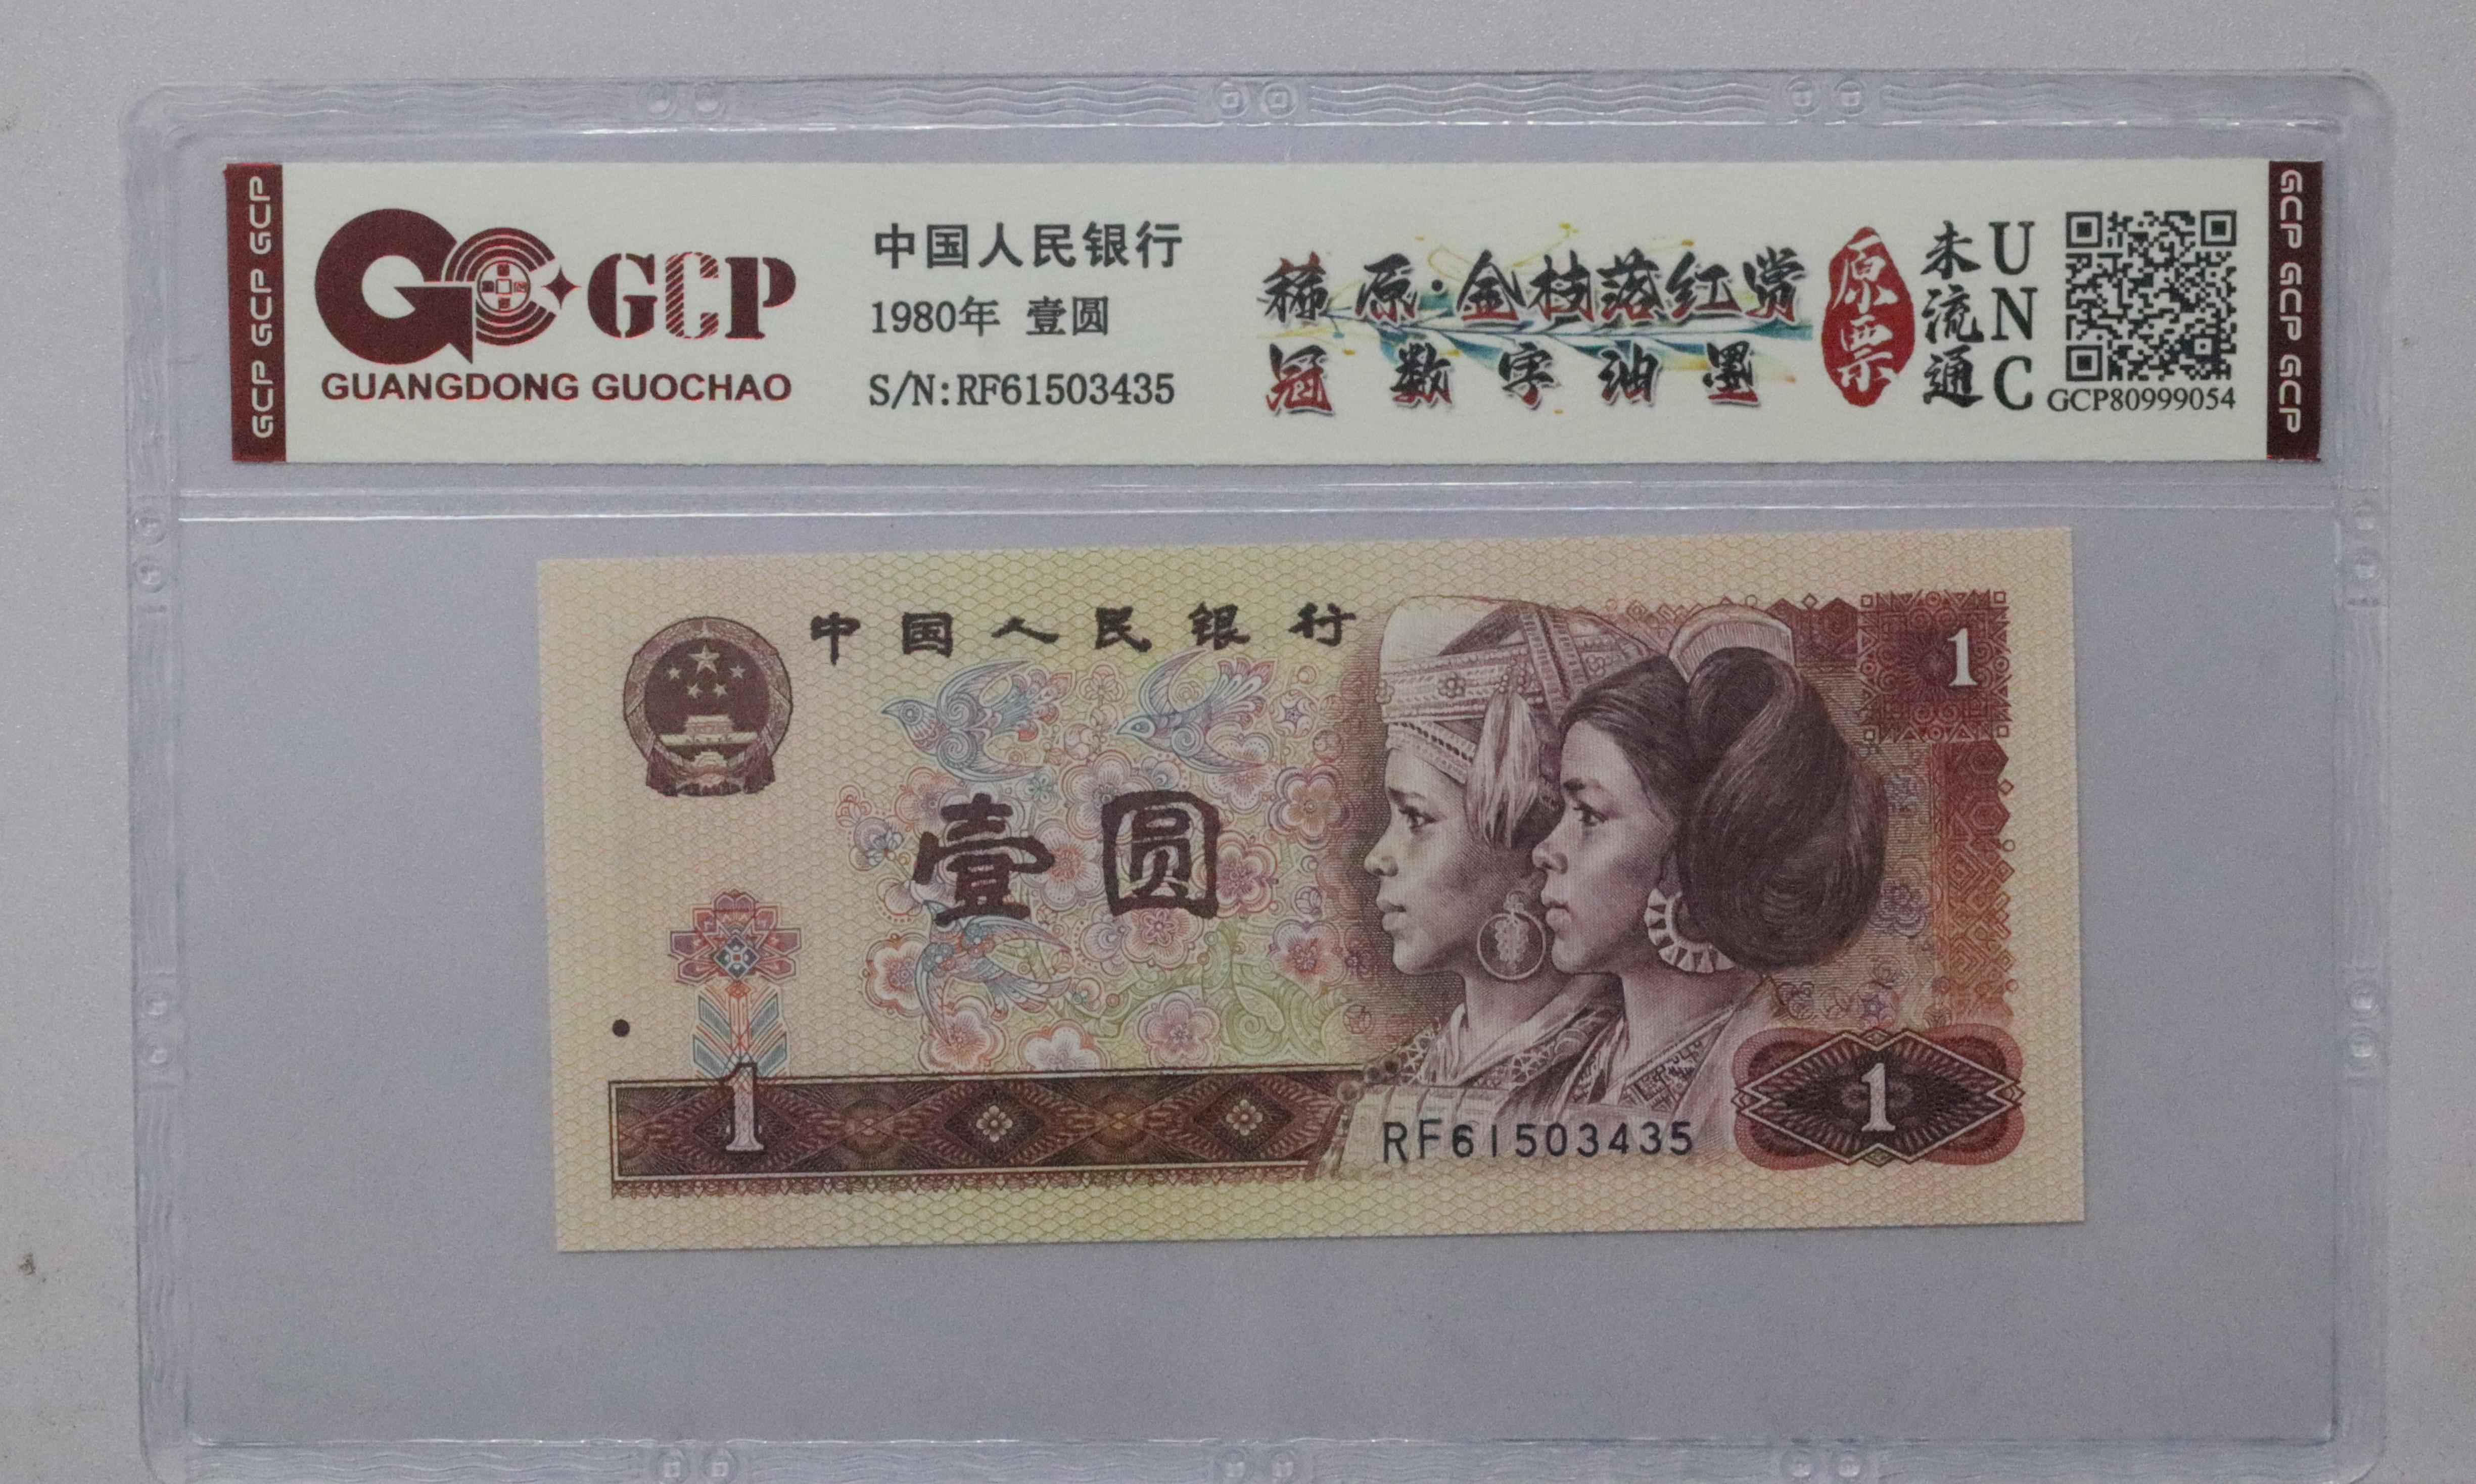 GCP GCP GCP
GCP
GUANGDONG GUOCHAO
中国人民银行
1980年 壹圆
S/N:RF61503435
稀原·金枝落红赏
冠数字油墨
原票
未流通
UNC
GCP80999054
GCP GCP GCP
中国人民银行
1
壹圆
1
RF61503435
1